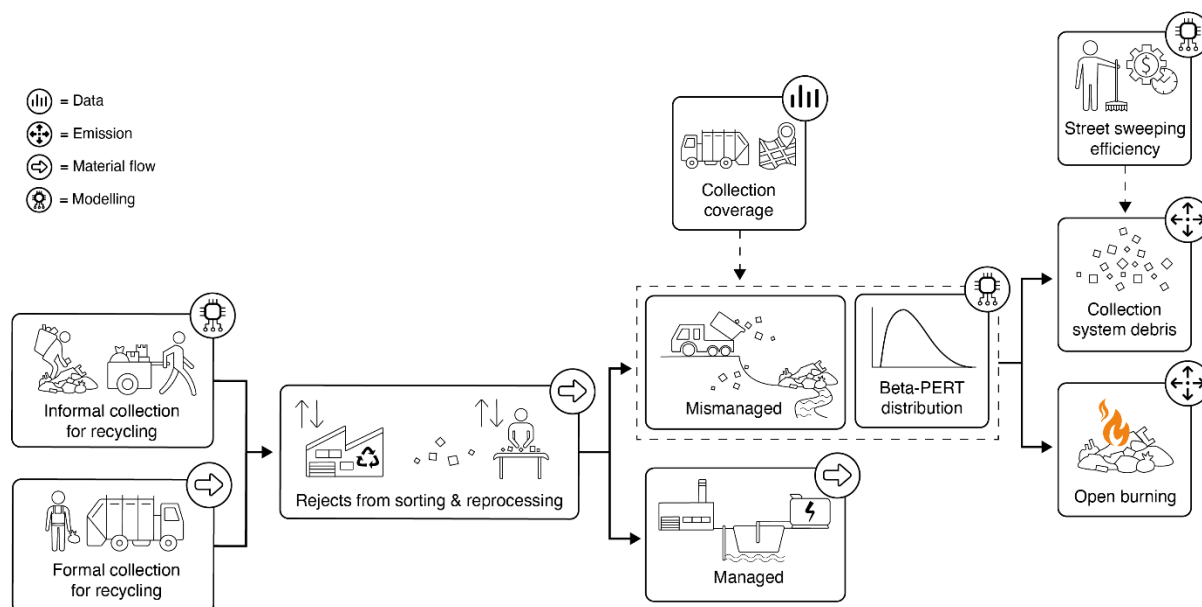 = Data
= Emission
= Material flow
= Modelling
Street sweeping
efficiency
Collection
coverage
Collection
system debris
Informal collection
for recycling
Mismanaged
Beta-PERT
distribution
Rejects from sorting & reprocessing
Open burning
Formal collection
for recycling
Managed
$